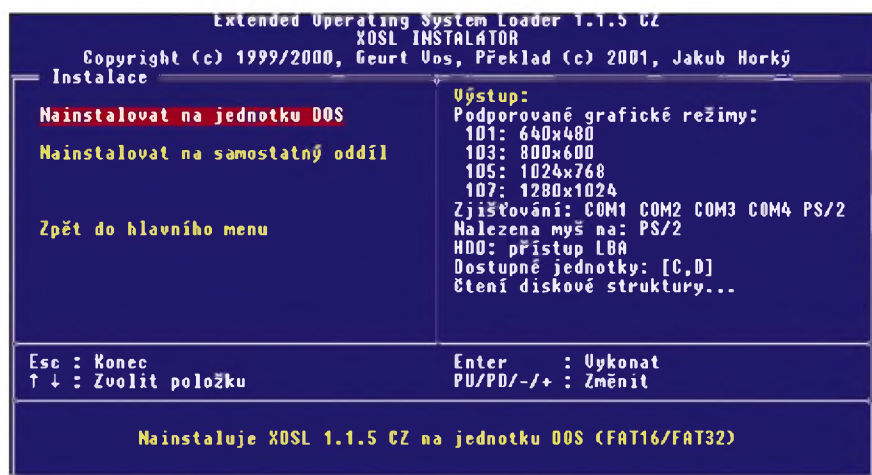 Extended Operating System Loader 1.1.5 CZ
XOSL INSTALÁTOR
Copyright (c) 1999/2000, Geurt Vos, Překlad (c) 2001, Jakub Horký
Instalace
Nainstalovat na jednotku DOS
Nainstalovat na samostatný oddíl
Zpět do hlavního menu
Výstup:
Podporované grafické režimy:
101: 640x480
103: 800x600
105: 1024x768
107: 1280x1024
Zjišťování: COM1 COM2 COM3 COM4 PS/2
Nalezena myš na: PS/2
HD0: přístup LBA
Dostupné jednotky: [C,D]
Čtení diskové struktury...
Esc : Konec
↑ ↓ : Zvolit položku
Enter : Vykonat
PU/PD/-/+ : Změnit
Nainstaluje XOSL 1.1.5 CZ na jednotku DOS (FAT16/FAT32)